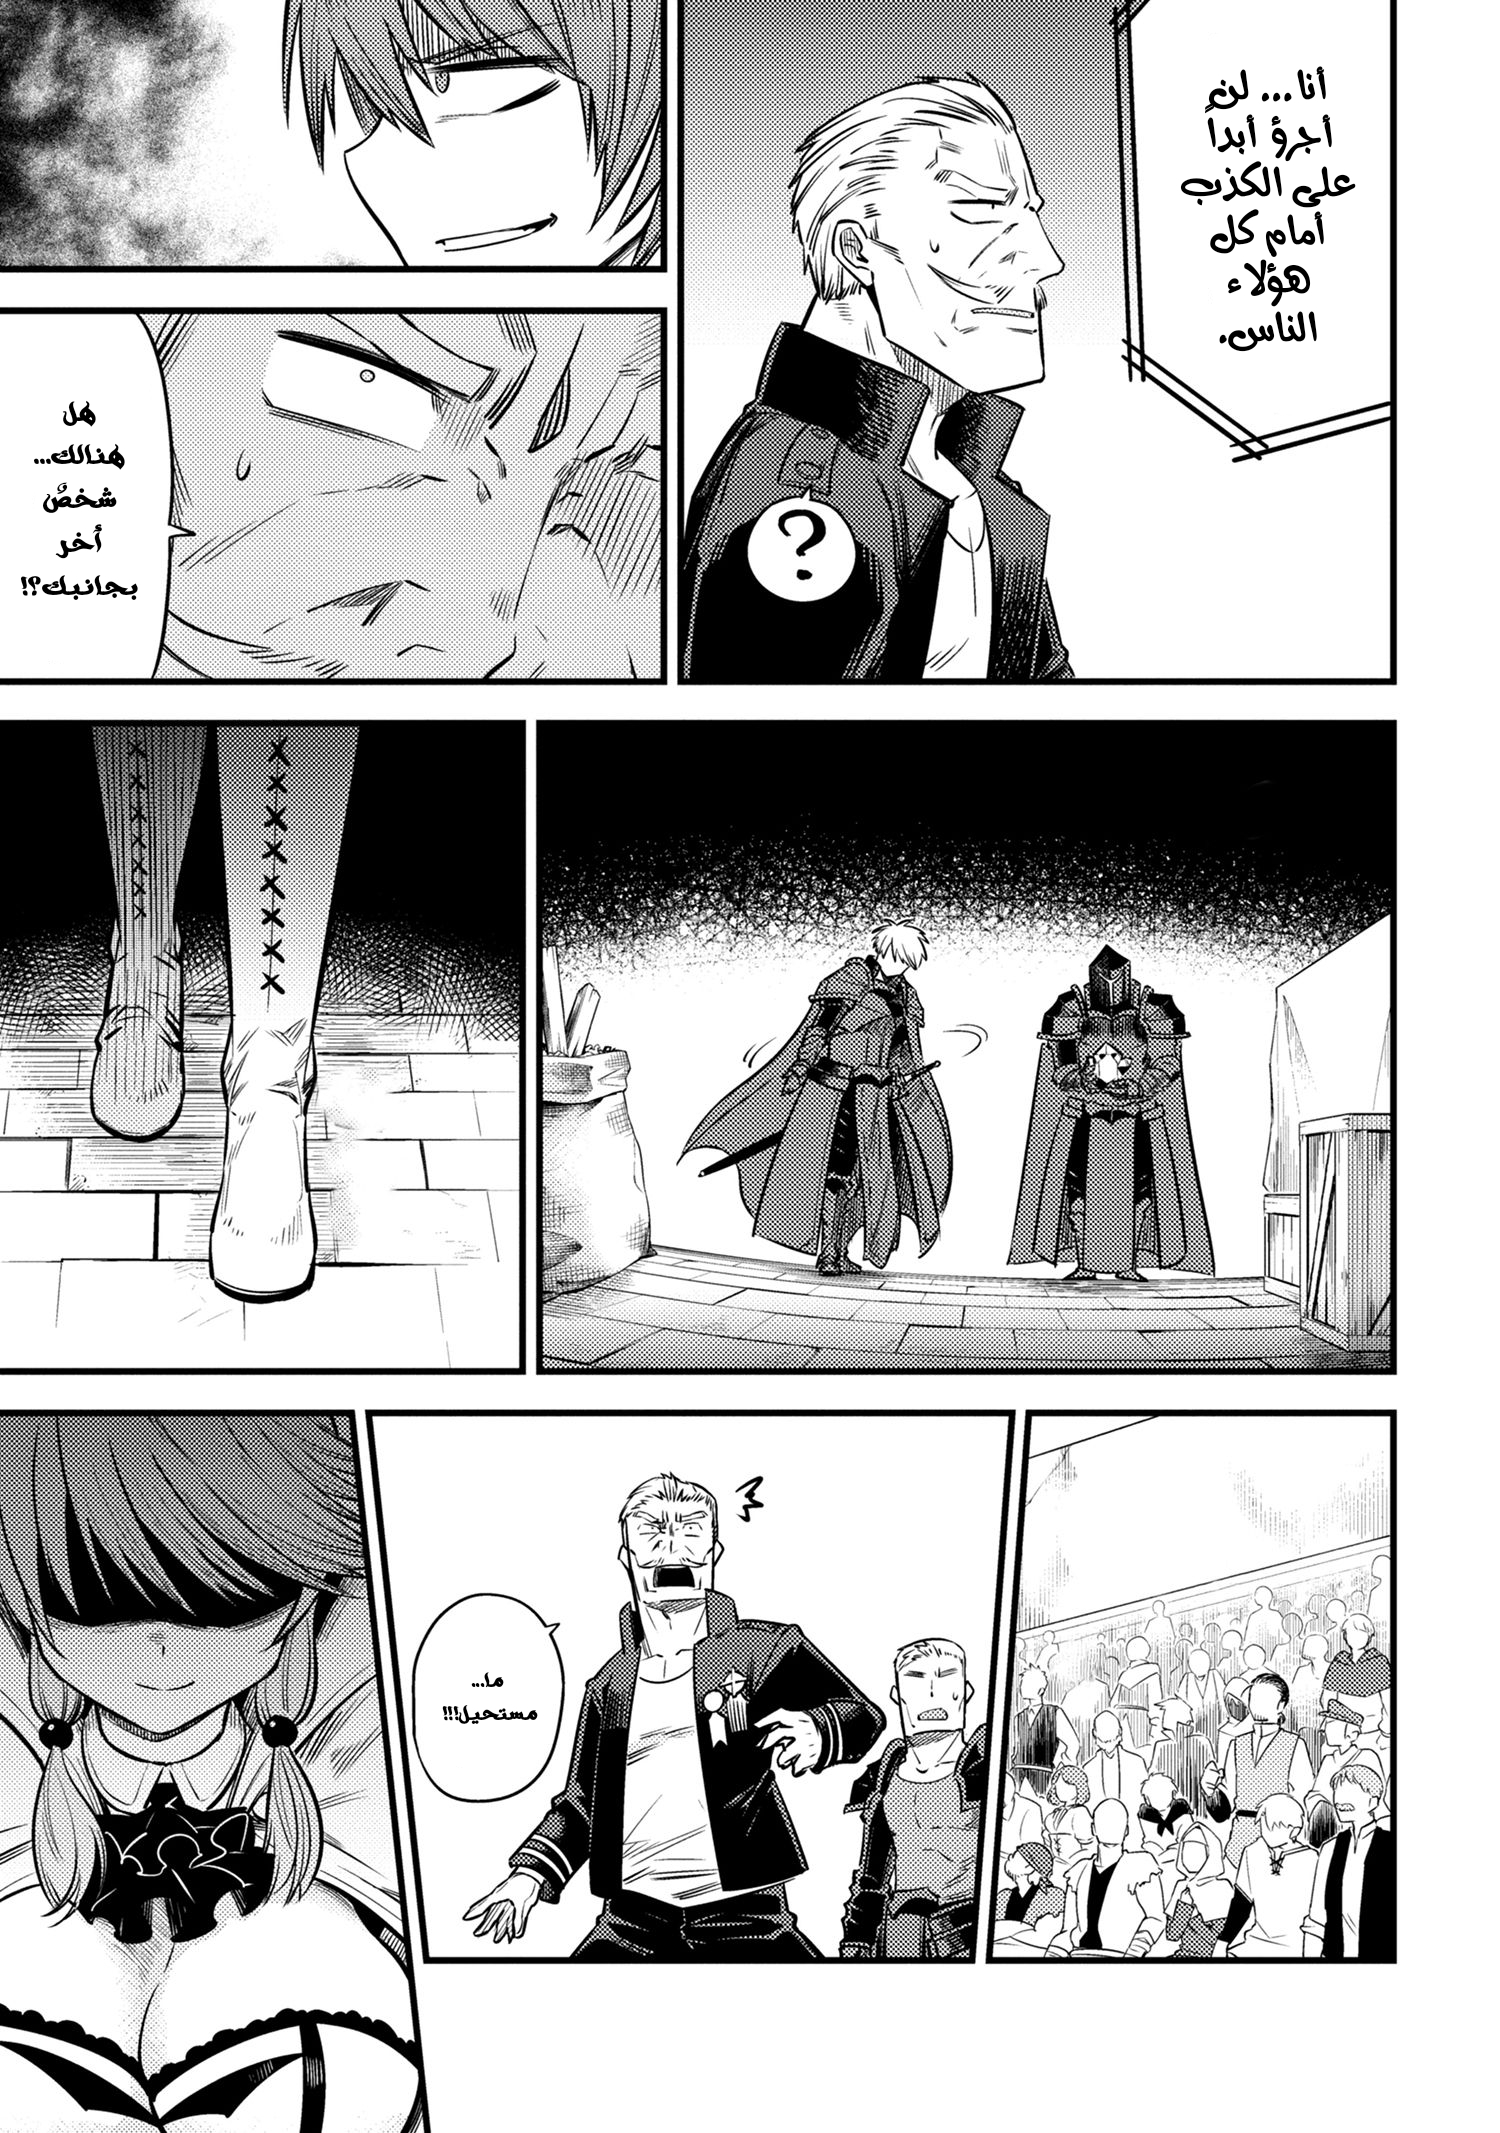 أنا... لن
أجرؤ أبداً
على الكذب
أمام كل
هؤلاء
الناس.
?
هل
هنالك...
شخصٌ
أخر
بجانبك؟!
ما...
مستحيل!!!